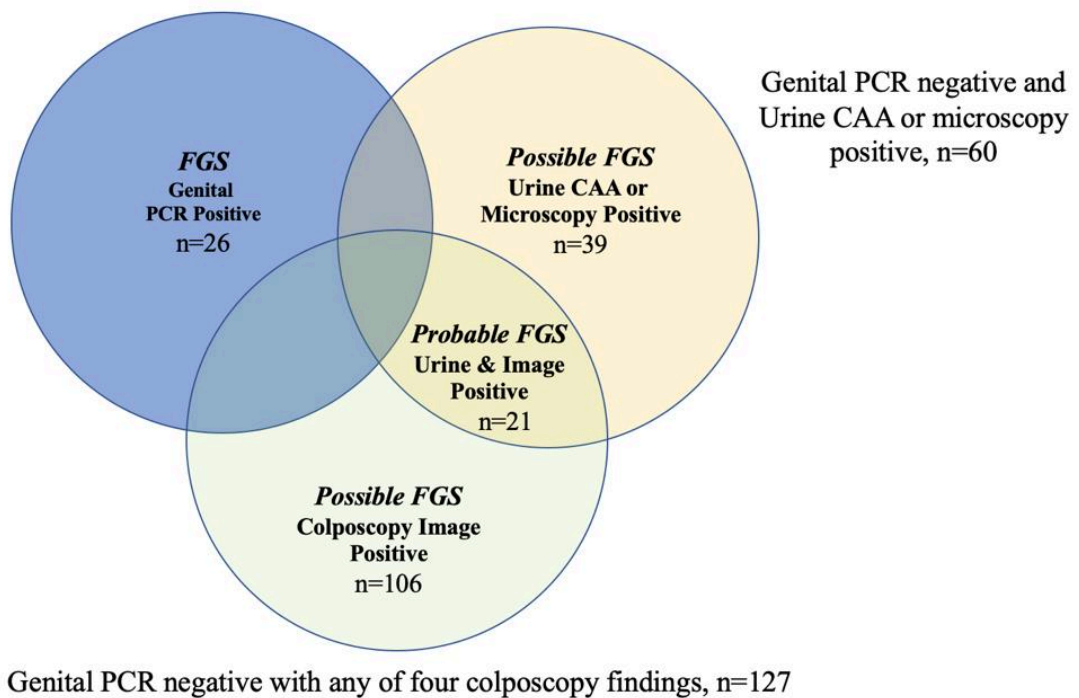 FGS
Genital
PCR Positive
n=26
Possible FGS
Urine CAA or
Microscopy Positive
n=39
Genital PCR negative and
Urine CAA or microscopy
positive, n=60
Probable FGS
Urine & Image
Positive
n=21
Possible FGS
Colposcopy Image
Positive
n=106
Genital PCR negative with any of four colposcopy findings, n=127